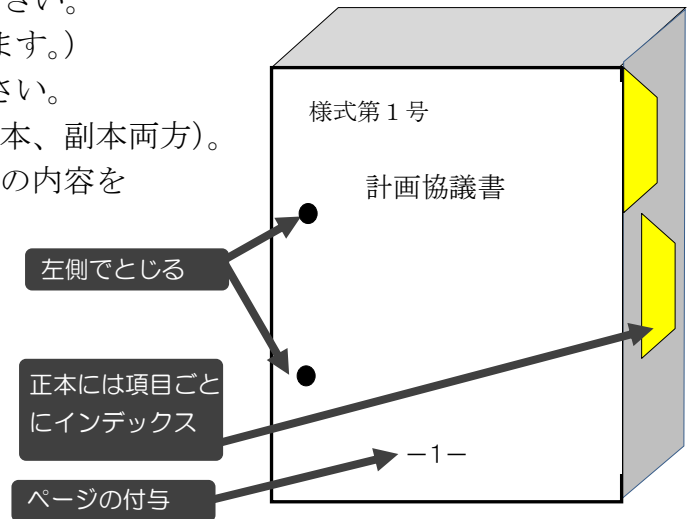 さい。
ます。）
さい。
本、副本両方）。
の内容を
様式第１号
計画協議書
左側でとじる
正本には項目ごと
にインデックス
－1－
ページの付与